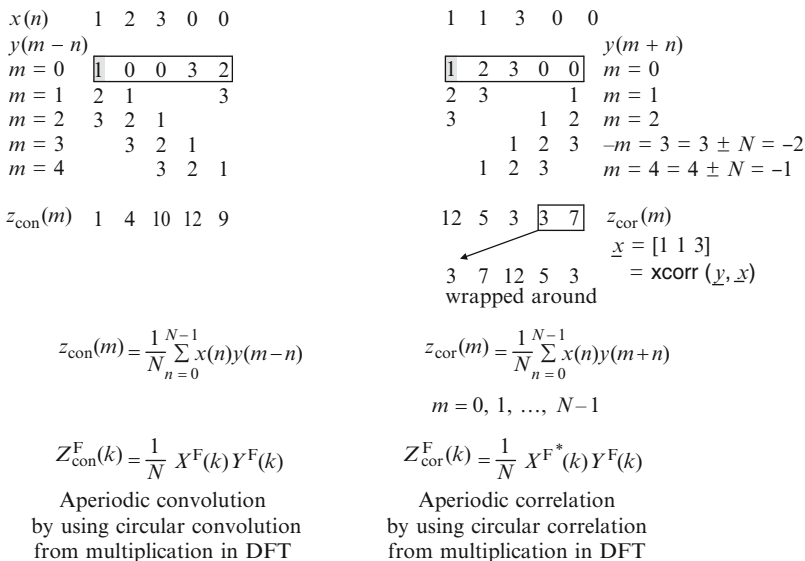 x(n) 1 2 3 0 0
y(m − n)
m = 0 1 0 0 3 2
m = 1 2 1 3
m = 2 3 2 1
m = 3 3 2 1
m = 4 3 2 1
z_con(m) 1 4 10 12 9
1 1 3 0 0
y(m + n)
1 2 3 0 0 m = 0
2 3 1 m = 1
3 1 2 m = 2
1 2 3 –m = 3 = 3 ± N = –2
1 2 3 m = 4 = 4 ± N = –1
12 5 3 3 7 z_cor(m)
x = [1 1 3]
3 7 12 5 3 = xcorr (y, x)
wrapped around
z_con(m) = 1/N ∑_{n = 0}^{N−1} x(n)y(m−n)
z_cor(m) = 1/N ∑_{n = 0}^{N−1} x(n)y(m+n)
m = 0, 1, ..., N–1
Z^F_con(k) = 1/N X^F(k) Y^F(k)
Z^F_cor(k) = 1/N X^F*(k) Y^F(k)
Aperiodic convolution
by using circular convolution
from multiplication in DFT
Aperiodic correlation
by using circular correlation
from multiplication in DFT